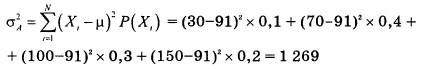 σ²_A = Σ_{i=1}^{N} (X_i − μ)² P(X_i) = (30−91)² × 0,1 + (70−91)² × 0,4 +
+ (100−91)² × 0,3 + (150−91)² × 0,2 = 1 269